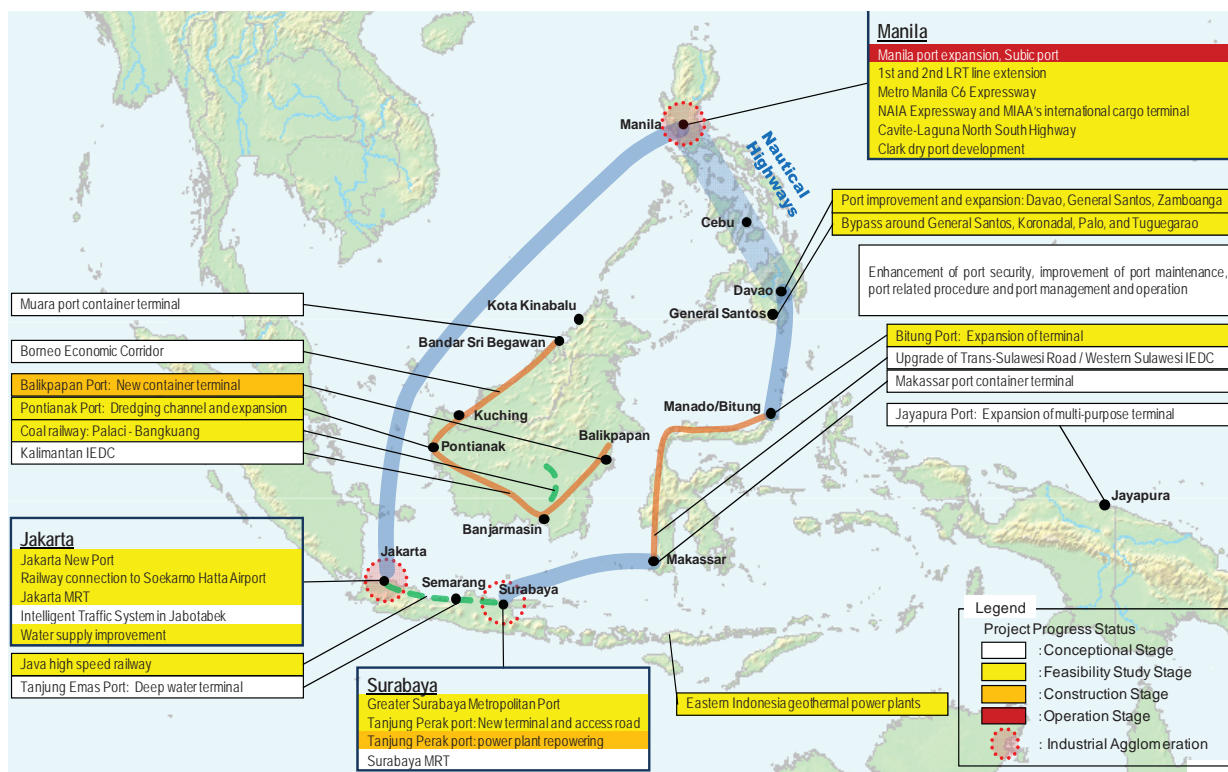 Manila
Manila port expansion, Subic port
1st and 2nd LRT line extension
Metro Manila C6 Expressway
NAIA Expressway and MIAA's international cargo terminal
Cavite-Laguna North South Highway
Clark dry port development
Manila
Nautical Highways
Cebu
Port improvement and expansion: Davao, General Santos, Zamboanga
Bypass around General Santos, Koronadal, Palo, and Tuguegarao
Enhancement of port security, improvement of port maintenance,
port related procedure and port management and operation
Davao
General Santos
Muara port container terminal
Kota Kinabalu
Bandar Sri Begawan
Borneo Economic Corridor
Bitung Port: Expansion of terminal
Upgrade of Trans-Sulawesi Road / Western Sulawesi IEDC
Makassar port container terminal
Jayapura Port: Expansion of multi-purpose terminal
Balikpapan Port: New container terminal
Pontianak Port: Dredging channel and expansion
Coal railway: Palaci - Bangkuang
Kalimantan IEDC
Kuching
Manado/Bitung
Pontianak
Balikpapan
Banjarmasin
Jayapura
Jakarta
Jakarta New Port
Railway connection to Soekarno Hatta Airport
Jakarta MRT
Intelligent Traffic System in Jabotabek
Water supply improvement
Java high speed railway
Tanjung Emas Port: Deep water terminal
Jakarta
Semarang
Surabaya
Makassar
Surabaya
Greater Surabaya Metropolitan Port
Tanjung Perak port: New terminal and access road
Tanjung Perak port: power plant repowering
Surabaya MRT
Eastern Indonesia geothermal power plants
Legend
Project Progress Status
: Conceptional Stage
: Feasibility Study Stage
: Construction Stage
: Operation Stage
: Industrial Agglomeration